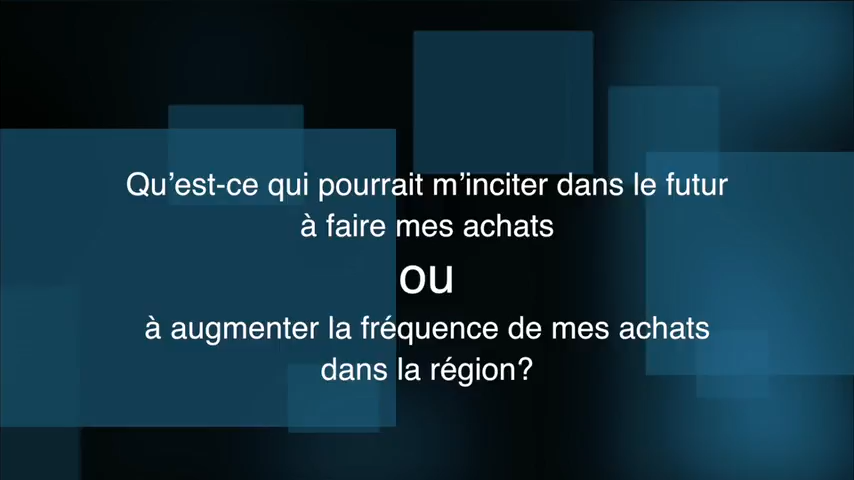 Qu’est-ce qui pourrait m’inciter dans le futur
à faire mes achats
ou
à augmenter la fréquence de mes achats
dans la région?